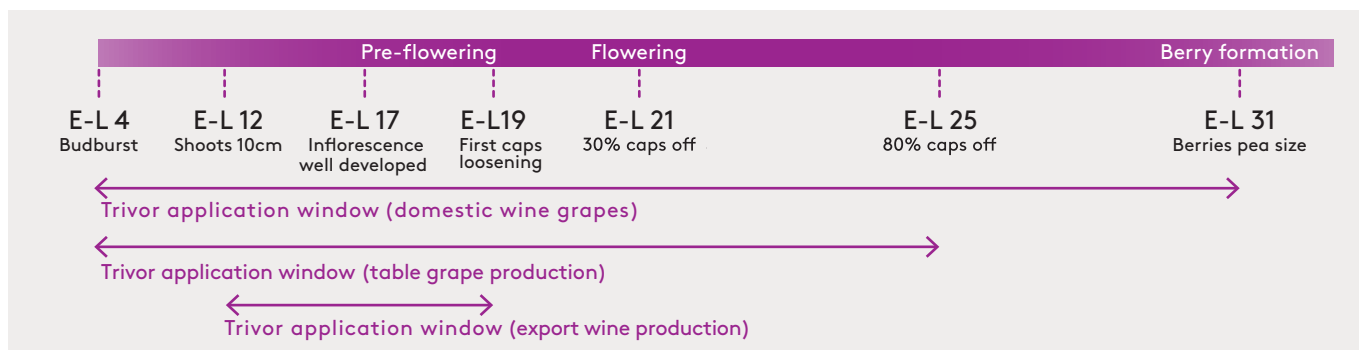 Pre-flowering Flowering Berry formation
E-L 4 E-L 12 E-L 17 E-L19 E-L 21 E-L 25 E-L 31
Budburst Shoots 10cm Inflorescence First caps 30% caps off 80% caps off Berries pea size
well developed loosening
Trivor application window (domestic wine grapes)
Trivor application window (table grape production)
Trivor application window (export wine production)